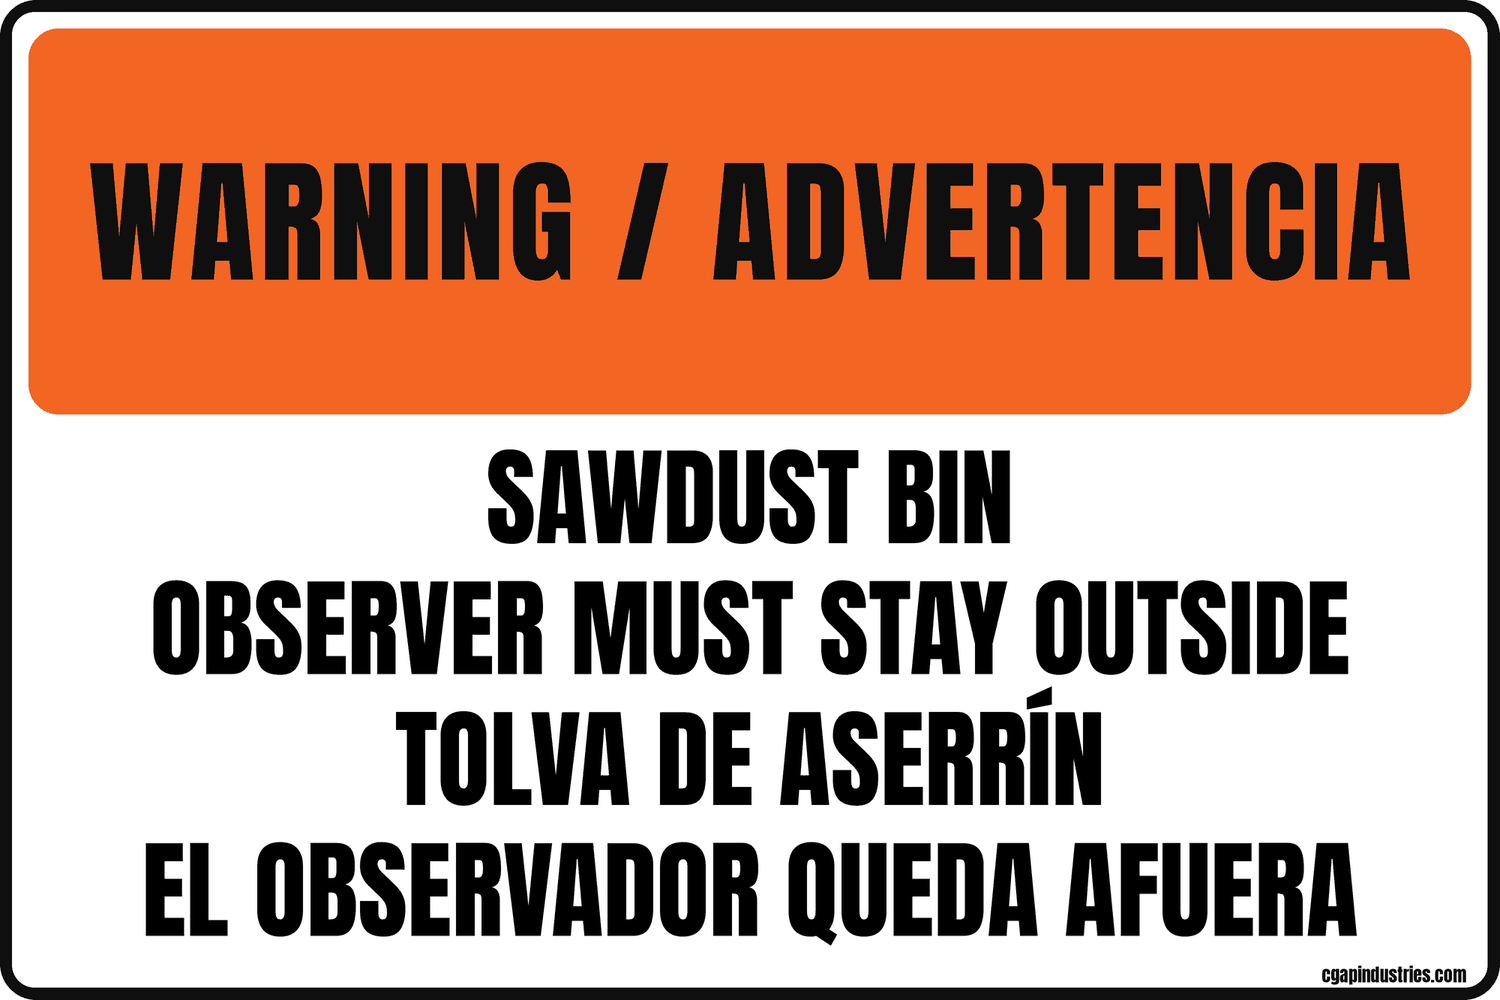 WARNING / ADVERTENCIA
SAWDUST BIN
OBSERVER MUST STAY OUTSIDE
TOLVA DE ASERRÍN
EL OBSERVADOR QUEDA AFUERA
cgapindustries.com